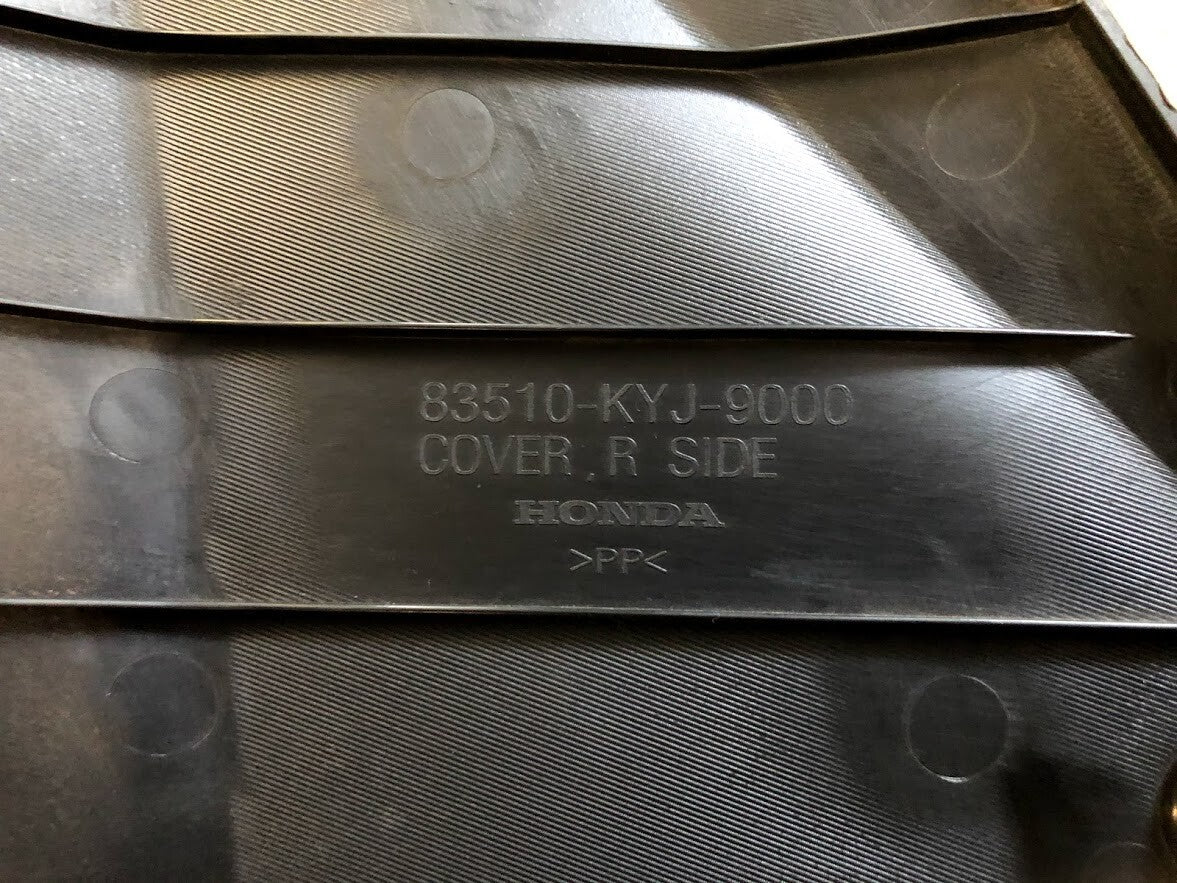 83510-KYJ-9000
COVER, R SIDE
HONDA
>PP<